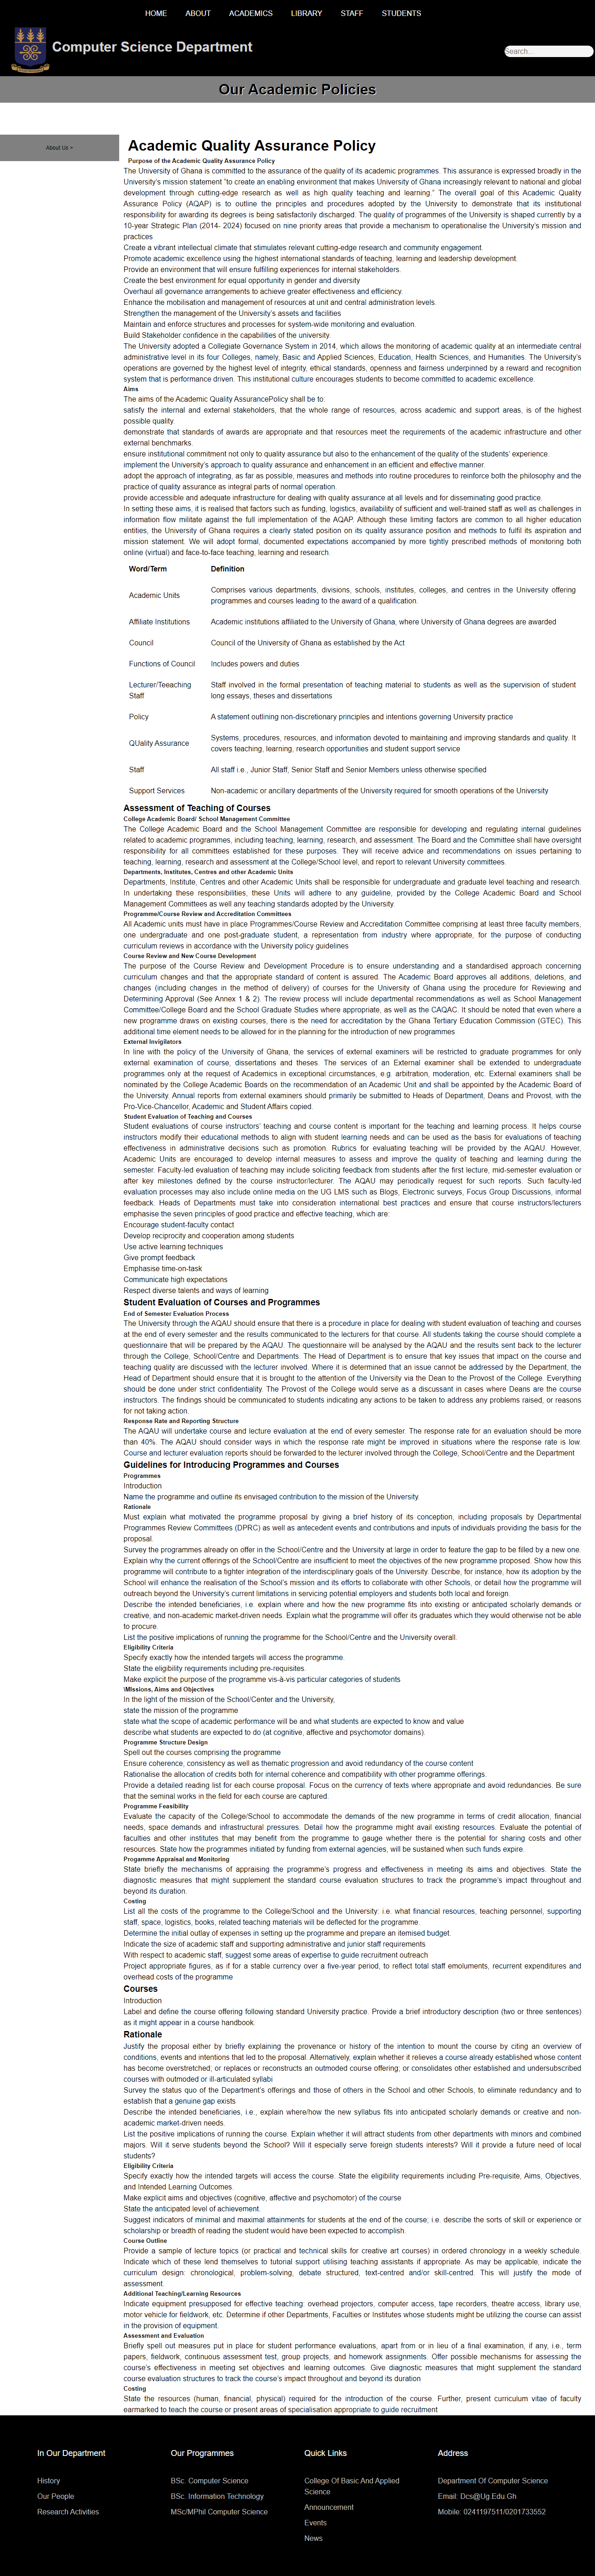 HOME ABOUT ACADEMICS LIBRARY STAFF STUDENTS
Computer Science Department
Search...
Our Academic Policies
About Us »
Academic Quality Assurance Policy
Purpose of the Academic Quality Assurance Policy
The University of Ghana is committed to the assurance of the quality of its academic programmes. This assurance is expressed broadly in the
University's mission statement "to create an enabling environment that makes University of Ghana increasingly relevant to national and global
development through cutting-edge research as well as high quality teaching and learning." The overall goal of this Academic Quality
Assurance Policy (AQAP) is to outline the principles and procedures adopted by the University to demonstrate that its institutional
responsibility for awarding its degrees is being satisfactorily discharged. The quality of programmes of the University is shaped currently by a
10-year Strategic Plan (2014- 2024) focused on nine priority areas that provide a mechanism to operationalise the University's mission and
practices
Create a vibrant intellectual climate that stimulates relevant cutting-edge research and community engagement.
Promote academic excellence using the highest international standards of teaching, learning and leadership development.
Provide an environment that will ensure fulfilling experiences for internal stakeholders.
Create the best environment for equal opportunity in gender and diversity
Overhaul all governance arrangements to achieve greater effectiveness and efficiency.
Enhance the mobilisation and management of resources at unit and central administration levels.
Strengthen the management of the University's assets and facilities
Maintain and enforce structures and processes for system-wide monitoring and evaluation.
Build Stakeholder confidence in the capabilities of the university.
The University adopted a Collegiate Governance System in 2014, which allows the monitoring of academic quality at an intermediate central
administrative level in its four Colleges, namely, Basic and Applied Sciences, Education, Health Sciences, and Humanities. The University's
operations are governed by the highest level of integrity, ethical standards, openness and fairness underpinned by a reward and recognition
system that is performance driven. This institutional culture encourages students to become committed to academic excellence.
Aims
The aims of the Academic Quality AssurancePolicy shall be to:
satisfy the internal and external stakeholders, that the whole range of resources, across academic and support areas, is of the highest
possible quality.
demonstrate that standards of awards are appropriate and that resources meet the requirements of the academic infrastructure and other
external benchmarks.
ensure institutional commitment not only to quality assurance but also to the enhancement of the quality of the students' experience.
implement the University's approach to quality assurance and enhancement in an efficient and effective manner.
adopt the approach of integrating, as far as possible, measures and methods into routine procedures to reinforce both the philosophy and the
practice of quality assurance as integral parts of normal operation.
provide accessible and adequate infrastructure for dealing with quality assurance at all levels and for disseminating good practice.
In setting these aims, it is realised that factors such as funding, logistics, availability of sufficient and well-trained staff as well as challenges in
information flow militate against the full implementation of the AQAP. Although these limiting factors are common to all higher education
entities, the University of Ghana requires a clearly stated position on its quality assurance position and methods to fulfil its aspiration and
mission statement. We will adopt formal, documented expectations accompanied by more tightly prescribed methods of monitoring both
online (virtual) and face-to-face teaching, learning and research.
Word/Term Definition
Academic Units Comprises various departments, divisions, schools, institutes, colleges, and centres in the University offering
programmes and courses leading to the award of a qualification.
Affiliate Institutions Academic institutions affiliated to the University of Ghana, where University of Ghana degrees are awarded
Council Council of the University of Ghana as established by the Act
Functions of Council Includes powers and duties
Lecturer/Teeaching Staff Staff involved in the formal presentation of teaching material to students as well as the supervision of student
long essays, theses and dissertations
Policy A statement outlining non-discretionary principles and intentions governing University practice
QUality Assurance Systems, procedures, resources, and information devoted to maintaining and improving standards and quality. It
covers teaching, learning, research opportunities and student support service
Staff All staff i.e., Junior Staff, Senior Staff and Senior Members unless otherwise specified
Support Services Non-academic or ancillary departments of the University required for smooth operations of the University
Assessment of Teaching of Courses
College Academic Board/ School Management Committee
The College Academic Board and the School Management Committee are responsible for developing and regulating internal guidelines
related to academic programmes, including teaching, learning, research, and assessment. The Board and the Committee shall have oversight
responsibility for all committees established for these purposes. They will receive advice and recommendations on issues pertaining to
teaching, learning, research and assessment at the College/School level, and report to relevant University committees.
Departments, Institutes, Centres and other Academic Units
Departments, Institute, Centres and other Academic Units shall be responsible for undergraduate and graduate level teaching and research.
In undertaking these responsibilities, these Units will adhere to any guideline, provided by the College Academic Board and School
Management Committees as well any teaching standards adopted by the University.
Programme/Course Review and Accreditation Committees
All Academic units must have in place Programmes/Course Review and Accreditation Committee comprising at least three faculty members,
one undergraduate and one post-graduate student, a representation from industry where appropriate, for the purpose of conducting
curriculum reviews in accordance with the University policy guidelines
Course Review and New Course Development
The purpose of the Course Review and Development Procedure is to ensure understanding and a standardised approach concerning
curriculum changes and that the appropriate standard of content is assured. The Academic Board approves all additions, deletions, and
changes (including changes in the method of delivery) of courses for the University of Ghana using the procedure for Reviewing and
Determining Approval (See Annex 1 & 2). The review process will include departmental recommendations as well as School Management
Committee/College Board and the School Graduate Studies where appropriate, as well as the CAQAC. It should be noted that even where a
new programme draws on existing courses, there is the need for accreditation by the Ghana Tertiary Education Commission (GTEC). This
additional time element needs to be allowed for in the planning for the introduction of new programmes
External Invigilators
In line with the policy of the University of Ghana, the services of external examiners will be restricted to graduate programmes for only
external examination of course, dissertations and theses. The services of an External Examiner shall be extended to undergraduate
programmes only at the request of Academics in exceptional circumstances, e.g. arbitration, moderation, etc. External examiners shall be
nominated by the College Academic Boards on the recommendation of an Academic Unit and shall be appointed by the Academic Board of
the University. Annual reports from external examiners should primarily be submitted to Heads of Department, Deans and Provost, with the
Pro-Vice-Chancellor, Academic and Student Affairs copied.
Student Evaluation of Teaching and Courses
Student evaluations of course instructors' teaching and course content is important for the teaching and learning process. It helps course
instructors modify their educational methods to align with student learning needs and can be used as the basis for evaluations of teaching
effectiveness in administrative decisions such as promotion. Rubrics for evaluating teaching will be provided by the AQAU. However,
Academic Units are encouraged to develop internal measures to assess and improve the quality of teaching and learning during the
semester. Faculty-led evaluation of teaching may include soliciting feedback from students after the first lecture, mid-semester evaluation or
after key milestones defined by the course instructor/lecturer. The AQAU may periodically request for such reports. Such faculty-led
evaluation processes may also include online media on the UG LMS such as Blogs, Electronic surveys, Focus Group Discussions, informal
feedback. Heads of Departments must take into consideration international best practices and ensure that course instructors/lecturers
emphasise the seven principles of good practice and effective teaching, which are:
Encourage student-faculty contact
Develop reciprocity and cooperation among students
Use active learning techniques
Give prompt feedback
Emphasise time-on-task
Communicate high expectations
Respect diverse talents and ways of learning
Student Evaluation of Courses and Programmes
End of Semester Evaluation Process
The University through the AQAU should ensure that there is a procedure in place for dealing with student evaluation of teaching and courses
at the end of every semester and the results communicated to the lecturers for that course. All students taking the course should complete a
questionnaire that will be prepared by the AQAU. The questionnaire will be analysed by the AQAU and the results sent back to the lecturer
through the College, School/Centre and Departments. The Head of Department is to ensure that key issues that impact on the course and
teaching quality are discussed with the lecturer involved. Where it is determined that an issue cannot be addressed by the Department, the
Head of Department should ensure that it is brought to the attention of the University via the Dean to the Provost of the College. Everything
should be done under strict confidentiality. The Provost of the College would serve as a discussant in cases where Deans are the course
instructors. The findings should be communicated to students indicating any actions to be taken to address any problems raised, or reasons
for not taking action.
Response Rate and Reporting Structure
The AQAU will undertake course and lecture evaluation at the end of every semester. The response rate for an evaluation should be more
than 40%. The AQAU should consider ways in which the response rate might be improved in situations where the response rate is low.
Course and lecturer evaluation reports should be forwarded to the lecturer involved through the College, School/Centre and the Department
Guidelines for Introducing Programmes and Courses
Programmes
Introduction
Name the programme and outline its envisaged contribution to the mission of the University.
Rationale
Must explain what motivated the programme proposal by giving a brief history of its conception, including proposals by Departmental
Programmes Review Committees (DPRC) as well as antecedent events and contributions and inputs of individuals providing the basis for the
proposal.
Survey the programmes already on offer in the School/Centre and the University at large in order to feature the gap to be filled by a new one.
Explain why the current offerings of the School/Centre are insufficient to meet the objectives of the new programme proposed. Show how this
programme will contribute to a tighter integration of the interdisciplinary goals of the University. Describe, for instance, how its adoption by the
School will enhance the realisation of the School's mission and its efforts to collaborate with other Schools, or detail how the programme will
outreach beyond the University's current limitations in servicing potential employers and students both local and foreign.
Describe the intended beneficiaries, i.e. explain where and how the new programme fits into existing or anticipated scholarly demands or
creative, and non-academic market-driven needs. Explain what the programme will offer its graduates which they would otherwise not be able
to procure.
List the positive implications of running the programme for the School/Centre and the University overall.
Eligibility Criteria
Specify exactly how the intended targets will access the programme.
State the eligibility requirements including pre-requisites.
Make explicit the purpose of the programme vis-à-vis particular categories of students
\MIssions, Aims and Objectives
In the light of the mission of the School/Center and the University,
state the mission of the programme
state what the scope of academic performance will be and what students are expected to know and value
describe what students are expected to do (at cognitive, affective and psychomotor domains).
Programme Structure Design
Spell out the courses comprising the programme
Ensure coherence, consistency as well as thematic progression and avoid redundancy of the course content
Rationalise the allocation of credits both for internal coherence and compatibility with other programme offerings.
Provide a detailed reading list for each course proposal. Focus on the currency of texts where appropriate and avoid redundancies. Be sure
that the seminal works in the field for each course are captured.
Programme Feasibility
Evaluate the capacity of the College/School to accommodate the demands of the new programme in terms of credit allocation, financial
needs, space demands and infrastructural pressures. Detail how the programme might avail existing resources. Evaluate the potential of
faculties and other institutes that may benefit from the programme to gauge whether there is the potential for sharing costs and other
resources. State how the programmes initiated by funding from external agencies, will be sustained when such funds expire.
Progamme Appraisal and Monitoring
State briefly the mechanisms of appraising the programme's progress and effectiveness in meeting its aims and objectives. State the
diagnostic measures that might supplement the standard course evaluation structures to track the programme's impact throughout and
beyond its duration.
Costing
List all the costs of the programme to the College/School and the University: i.e. what financial resources, teaching personnel, supporting
staff, space, logistics, books, related teaching materials will be deflected for the programme.
Determine the initial outlay of expenses in setting up the programme and prepare an itemised budget.
Indicate the size of academic staff and supporting administrative and junior staff requirements
With respect to academic staff, suggest some areas of expertise to guide recruitment outreach
Project appropriate figures, as if for a stable currency over a five-year period, to reflect total staff emoluments, recurrent expenditures and
overhead costs of the programme
Courses
Introduction
Label and define the course offering following standard University practice. Provide a brief introductory description (two or three sentences)
as it might appear in a course handbook.
Rationale
Justify the proposal either by briefly explaining the provenance or history of the intention to mount the course by citing an overview of
conditions, events and intentions that led to the proposal. Alternatively, explain whether it relieves a course already established whose content
has become overstretched; or replaces or reconstructs an outmoded course offering; or consolidates other established and undersubscribed
courses with outmoded or ill-articulated syllabi
Survey the status quo of the Department's offerings and those of others in the School and other Schools, to eliminate redundancy and to
establish that a genuine gap exists
Describe the intended beneficiaries, i.e., explain where/how the new syllabus fits into anticipated scholarly demands or creative and non-
academic market-driven needs.
List the positive implications of running the course. Explain whether it will attract students from other departments with minors and combined
majors. Will it serve students beyond the School? Will it especially serve foreign students interests? Will it provide a future need of local
students?
Eligibility Criteria
Specify exactly how the intended targets will access the course. State the eligibility requirements including Pre-requisite, Aims, Objectives,
and Intended Learning Outcomes.
Make explicit aims and objectives (cognitive, affective and psychomotor) of the course
State the anticipated level of achievement.
Suggest indicators of minimal and maximal attainments for students at the end of the course; i.e. describe the sorts of skill or experience or
scholarship or breadth of reading the student would have been expected to accomplish.
Course Outline
Provide a sample of lecture topics (or practical and technical skills for creative art courses) in ordered chronology in a weekly schedule.
Indicate which of these lend themselves to tutorial support utilising teaching assistants if appropriate. As may be applicable, indicate the
curriculum design: chronological, problem-solving, debate structured, text-centred and/or skill-centred. This will justify the mode of
assessment.
Additional Teaching/Learning Resources
Indicate equipment presupposed for effective teaching: overhead projectors, computer access, tape recorders, theatre access, library use,
motor vehicle for fieldwork, etc. Determine if other Departments, Faculties or Institutes whose students might be utilizing the course can assist
in the provision of equipment.
Assessment and Evaluation
Briefly spell out measures put in place for student performance evaluations, apart from or in lieu of a final examination, if any, i.e., term
papers, fieldwork, continuous assessment test, group projects, and homework assignments. Offer possible mechanisms for assessing the
course's effectiveness in meeting set objectives and learning outcomes. Give diagnostic measures that might supplement the standard
course evaluation structures to track the course's impact throughout and beyond its duration
Costing
State the resources (human, financial, physical) required for the introduction of the course. Further, present curriculum vitae of faculty
earmarked to teach the course or present areas of specialisation appropriate to guide recruitment
In Our Department
History
Our People
Research Activities
Our Programmes
BSc. Computer Science
BSc. Information Technology
MSc/MPhil Computer Science
Quick Links
College Of Basic And Applied
Science
Announcement
Events
News
Address
Department Of Computer Science
Email: Dcs@Ug.Edu.Gh
Mobile: 0241197511/0201733552